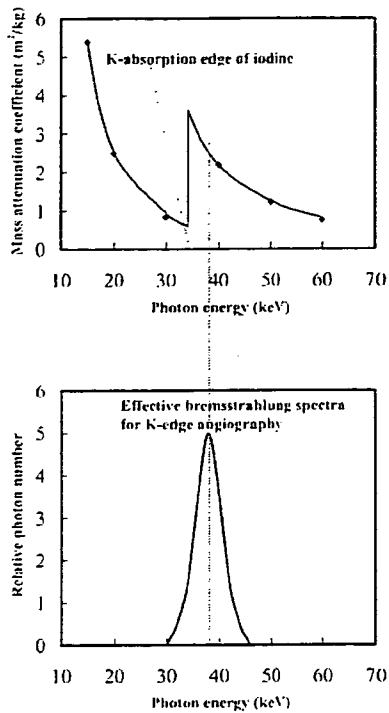 Mass attenuation coefficient (m²/kg)
6
5
4
3
2
1
0
K-absorption edge of iodine
10 20 30 40 50 60 70
Photon energy (keV)
Relative photon number
6
5
4
3
2
1
0
Effective bremsstrahlung spectra
for K-edge angiography
10 20 30 40 50 60 70
Photon energy (keV)